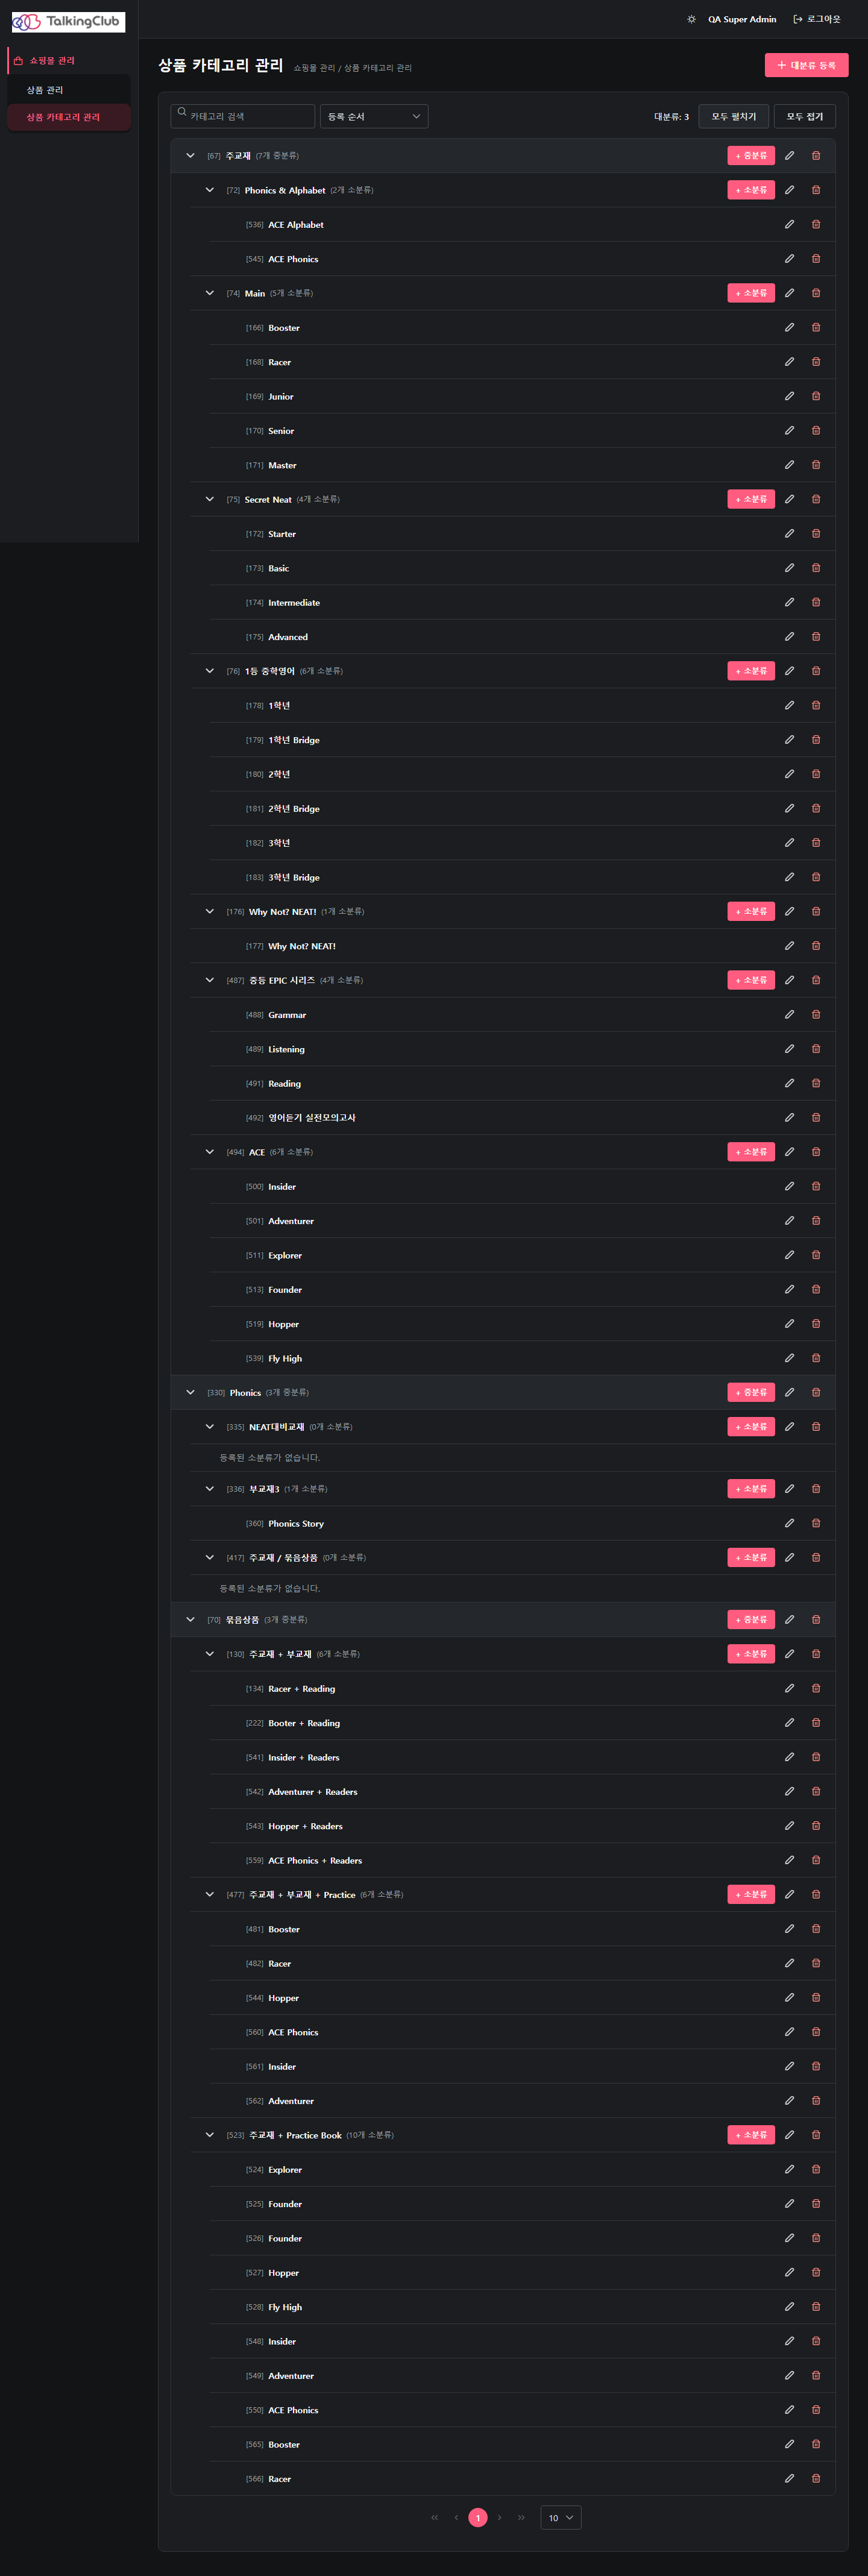 TalkingClub
쇼핑몰 관리
상품 관리
상품 카테고리 관리
QA Super Admin 로그아웃
상품 카테고리 관리 쇼핑몰 관리 / 상품 카테고리 관리
대분류 등록
카테고리 검색 등록 순서 대분류: 3 모두 펼치기 모두 접기
[67] 주교재 (7개 중분류) + 중분류
[72] Phonics & Alphabet (2개 소분류) + 소분류
[536] ACE Alphabet
[545] ACE Phonics
[74] Main (5개 소분류) + 소분류
[166] Booster
[168] Racer
[169] Junior
[170] Senior
[171] Master
[75] Secret Neat (4개 소분류) + 소분류
[172] Starter
[173] Basic
[174] Intermediate
[175] Advanced
[76] 1등 중학영어 (6개 소분류) + 소분류
[178] 1학년
[179] 1학년 Bridge
[180] 2학년
[181] 2학년 Bridge
[182] 3학년
[183] 3학년 Bridge
[176] Why Not? NEAT! (1개 소분류) + 소분류
[177] Why Not? NEAT!
[487] 중등 EPIC 시리즈 (4개 소분류) + 소분류
[488] Grammar
[489] Listening
[491] Reading
[492] 영어듣기 실전모의고사
[494] ACE (6개 소분류) + 소분류
[500] Insider
[501] Adventurer
[511] Explorer
[513] Founder
[519] Hopper
[539] Fly High
[330] Phonics (3개 중분류) + 중분류
[335] NEAT대비교재 (0개 소분류) + 소분류
등록된 소분류가 없습니다.
[336] 부교재3 (1개 소분류) + 소분류
[360] Phonics Story
[417] 주교재 / 묶음상품 (0개 소분류) + 소분류
등록된 소분류가 없습니다.
[70] 묶음상품 (3개 중분류) + 중분류
[130] 주교재 + 부교재 (6개 소분류) + 소분류
[134] Racer + Reading
[222] Booter + Reading
[541] Insider + Readers
[542] Adventurer + Readers
[543] Hopper + Readers
[559] ACE Phonics + Readers
[477] 주교재 + 부교재 + Practice (6개 소분류) + 소분류
[481] Booster
[482] Racer
[544] Hopper
[560] ACE Phonics
[561] Insider
[562] Adventurer
[523] 주교재 + Practice Book (10개 소분류) + 소분류
[524] Explorer
[525] Founder
[526] Founder
[527] Hopper
[528] Fly High
[548] Insider
[549] Adventurer
[550] ACE Phonics
[565] Booster
[566] Racer
1 10